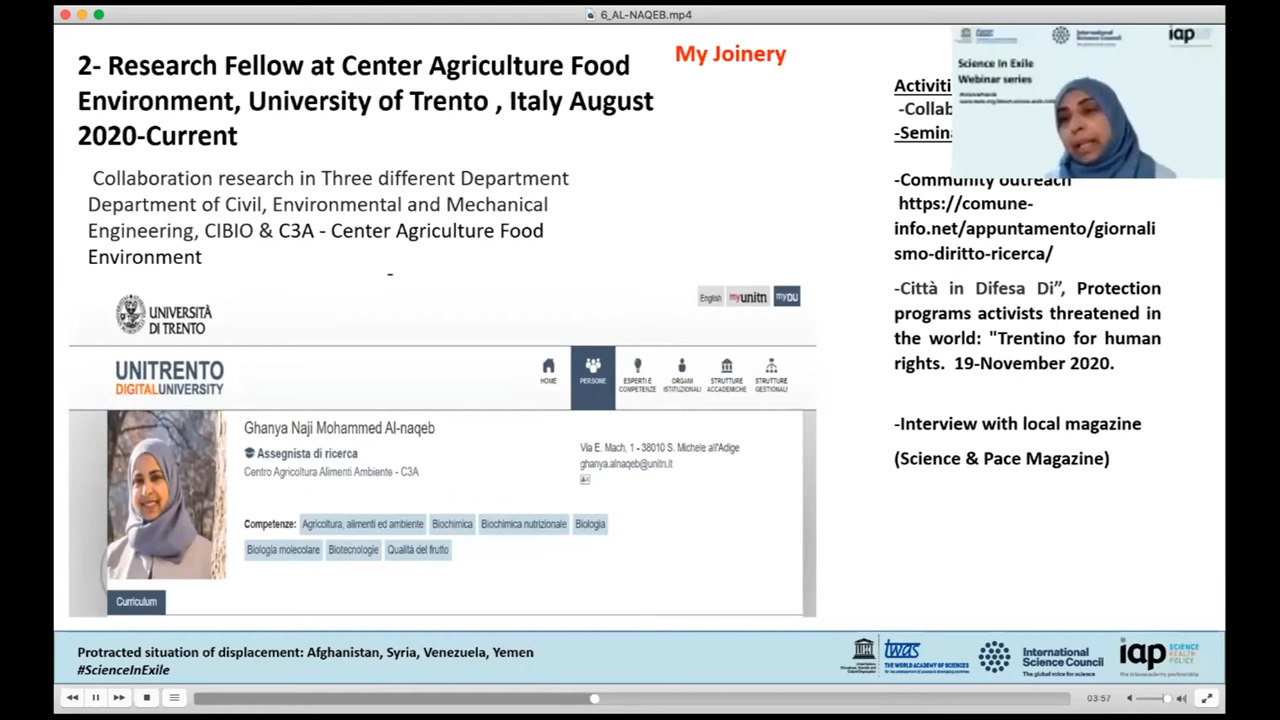 6_AL-NAQEB.mp4
2- Research Fellow at Center Agriculture Food
Environment, University of Trento , Italy August
2020-Current
My Joinery
Collaboration research in Three different Department
Department of Civil, Environmental and Mechanical
Engineering, CIBIO & C3A - Center Agriculture Food
Environment
-
UNIVERSITÀ
DI TRENTO
English myunitn myDU
UNITRENTO
DIGITALUNIVERSITY
HOME
PERSONE
ESPERTI E
COMPETENZE
ORGANI
ISTITUZIONALI
STRUTTURE
ACCADEMICHE
STRUTTURE
GESTIONALI
Ghanya Naji Mohammed Al-naqeb
Assegnista di ricerca
Centro Agricoltura Alimenti Ambiente - C3A
Via E. Mach, 1 - 38010 S. Michele all'Adige
ghanya.alnaqeb@unitn.it
Competenze: Agricoltura, alimenti ed ambiente Biochimica Biochimica nutrizionale Biologia
Biologia molecolare Biotecnologie Qualità del frutto
Curriculum
International
Science Council
iap
Science In Exile
Webinar series
Activiti
-Collab
-Semina
-Community outreach
https://comune-
info.net/appuntamento/giornali
smo-diritto-ricerca/
-Città in Difesa Di”, Protection
programs activists threatened in
the world: "Trentino for human
rights. 19-November 2020.
-Interview with local magazine
(Science & Pace Magazine)
Protracted situation of displacement: Afghanistan, Syria, Venezuela, Yemen
#ScienceInExile
UNESCO
twas
THE WORLD ACADEMY OF SCIENCES
International
Science Council
The global voice for science
iap SCIENCE
HEALTH
POLICY
03:57